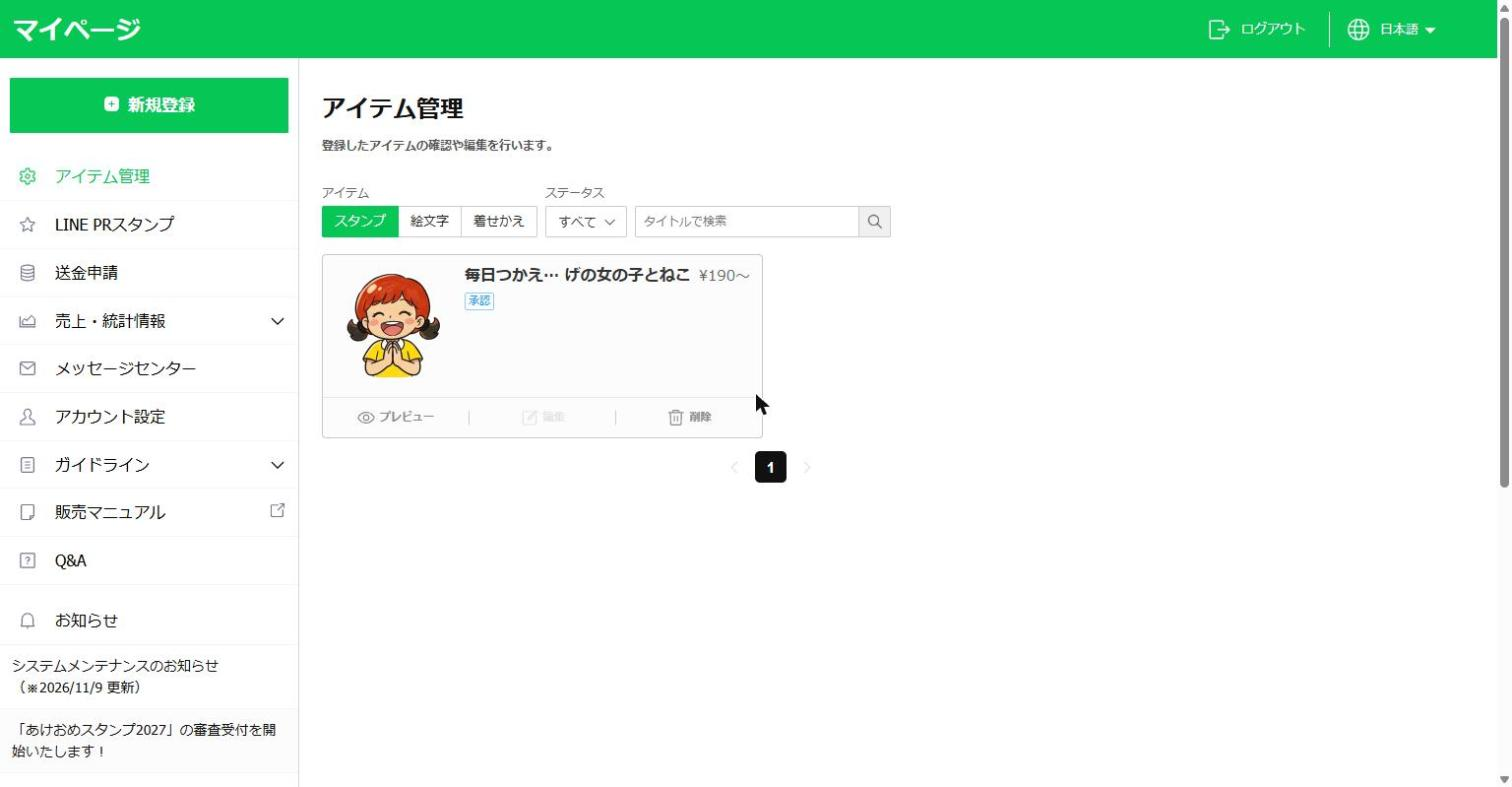 マイページ
ログアウト
日本語
新規登録
アイテム管理
LINE PRスタンプ
送金申請
売上・統計情報
メッセージセンター
アカウント設定
ガイドライン
販売マニュアル
Q&A
お知らせ
システムメンテナンスのお知らせ
（※2026/11/9 更新）
「あけおめスタンプ2027」の審査受付を開
始いたします！
アイテム管理
登録したアイテムの確認や編集を行います。
アイテム
ステータス
スタンプ 絵文字 着せかえ すべて タイトルで検索
毎日つかえ… げの女の子とねこ ¥190～
承認
プレビュー 編集 削除
1